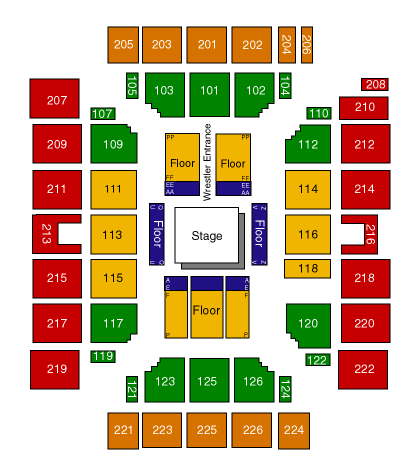 205 203 201 202 204 206
105 103 101 102 104
207 208
210
107 110
209 109 112 212
Wrestler Entrance
PP PP
Floor Floor
FF FF
EE EE
AA AA
211 111 114 214
213 113 116 216
Floor Stage Floor
215 115 118 218
A A
E E
F F
Floor
P P
217 117 120 220
119 122
219 222
121 123 125 126 124
221 223 225 226 224